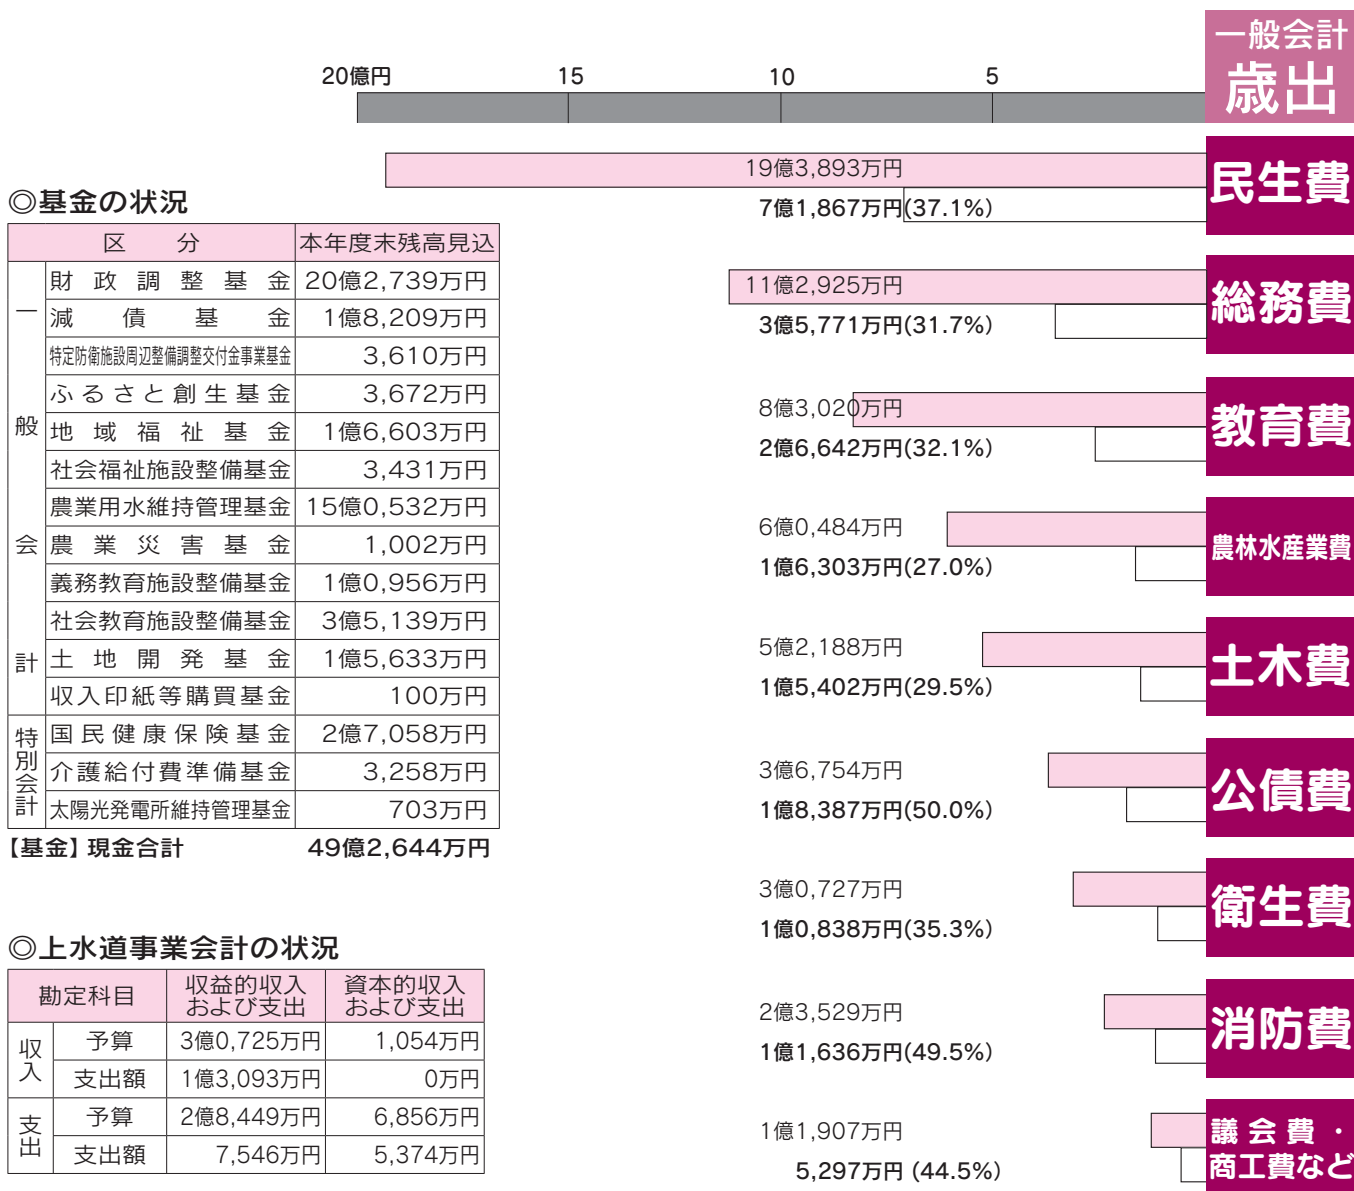 一般会計
歳出
20億円 15 10 5
民生費
19億3,893万円
7億1,867万円(37.1%)
総務費
11億2,925万円
3億5,771万円(31.7%)
教育費
8億3,020万円
2億6,642万円(32.1%)
農林水産業費
6億0,484万円
1億6,303万円(27.0%)
土木費
5億2,188万円
1億5,402万円(29.5%)
公債費
3億6,754万円
1億8,387万円(50.0%)
衛生費
3億0,727万円
1億0,838万円(35.3%)
消防費
2億3,529万円
1億1,636万円(49.5%)
議会費・
商工費など
1億1,907万円
5,297万円 (44.5%)
◎基金の状況
区 分 本年度末残高見込
一般会計
財政調整基金 20億2,739万円
減債基金 1億8,209万円
特定防衛施設周辺整備調整交付金事業基金 3,610万円
ふるさと創生基金 3,672万円
地域福祉基金 1億6,603万円
社会福祉施設整備基金 3,431万円
農業用水維持管理基金 15億0,532万円
農業災害基金 1,002万円
義務教育施設整備基金 1億0,956万円
社会教育施設整備基金 3億5,139万円
土地開発基金 1億5,633万円
収入印紙等購買基金 100万円
特別会計
国民健康保険基金 2億7,058万円
介護給付費準備基金 3,258万円
太陽光発電所維持管理基金 703万円
【基金】現金合計 49億2,644万円
◎上水道事業会計の状況
勘定科目 収益的収入および支出 資本的収入および支出
収入
予算 3億0,725万円 1,054万円
支出額 1億3,093万円 0万円
支出
予算 2億8,449万円 6,856万円
支出額 7,546万円 5,374万円